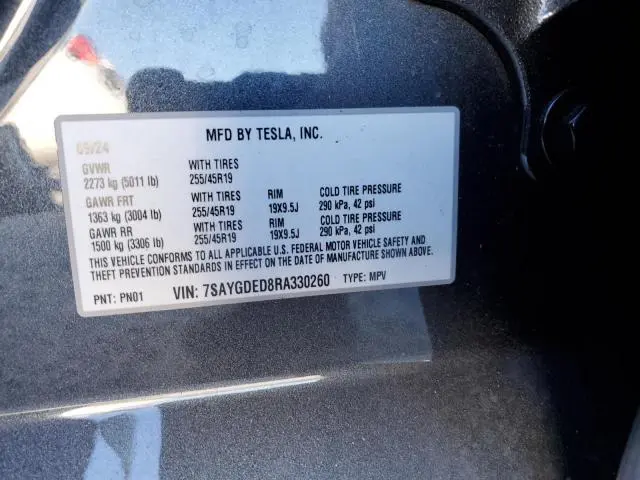 MFD BY TESLA, INC.
09/24
GVWR WITH TIRES
2273 kg (5011 lb) 255/45R19
GAWR FRT WITH TIRES RIM COLD TIRE PRESSURE
1363 kg (3004 lb) 255/45R19 19X9.5J 290 kPa, 42 psi
GAWR RR WITH TIRES RIM COLD TIRE PRESSURE
1500 kg (3306 lb) 255/45R19 19X9.5J 290 kPa, 42 psi
THIS VEHICLE CONFORMS TO ALL APPLICABLE U.S. FEDERAL MOTOR VEHICLE SAFETY AND
THEFT PREVENTION STANDARDS IN EFFECT ON THE DATE OF MANUFACTURE SHOWN ABOVE.
PNT: PN01 VIN: 7SAYGDED8RA330260 TYPE: MPV